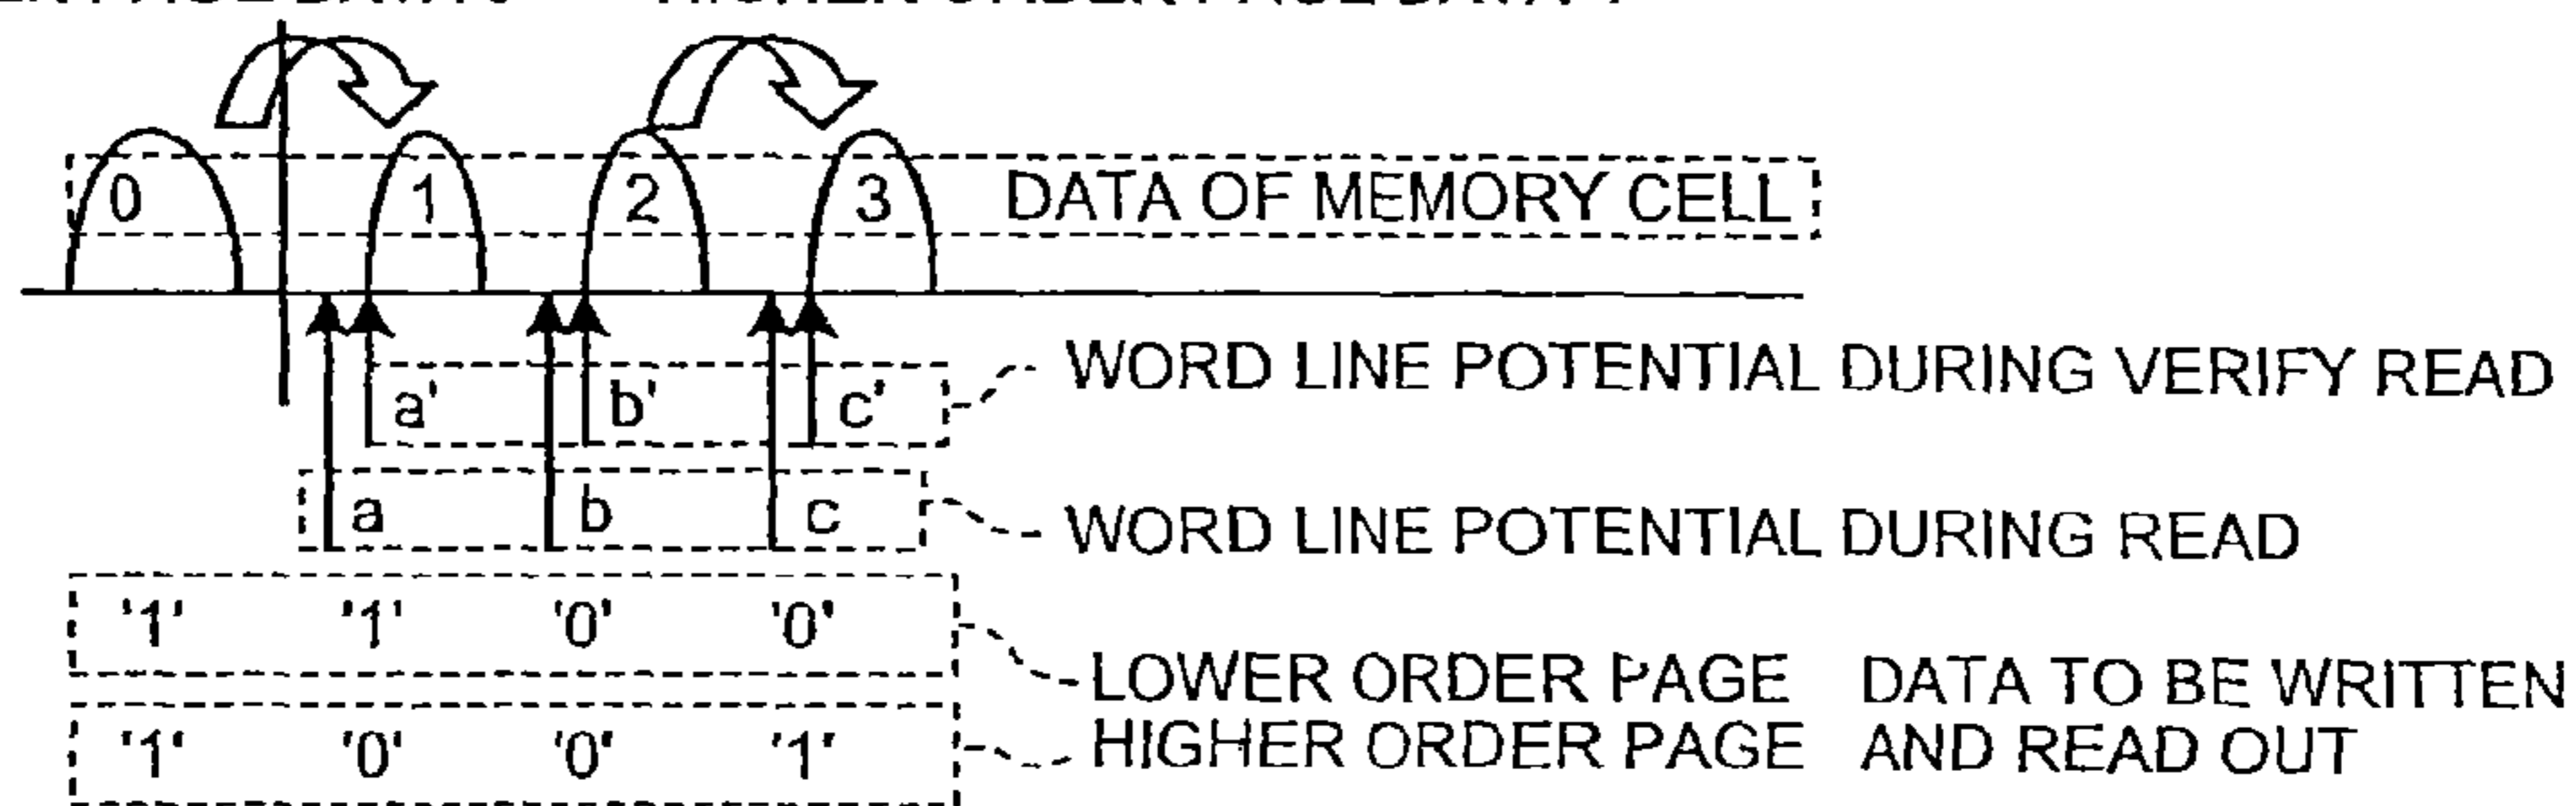 0 1 2 3 DATA OF MEMORY CELL
a' b' c' WORD LINE POTENTIAL DURING VERIFY READ
a b c WORD LINE POTENTIAL DURING READ
'1' '1' '0' '0'
LOWER ORDER PAGE DATA TO BE WRITTEN
'1' '0' '0' '1' HIGHER ORDER PAGE AND READ OUT